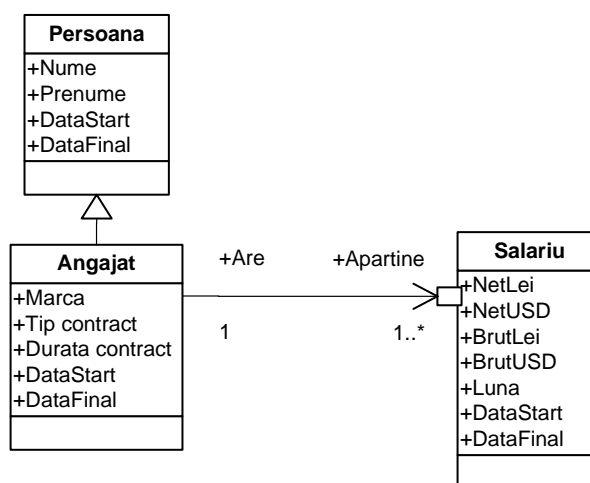 Persoana
+Nume
+Prenume
+DataStart
+DataFinal
Angajat
+Marca
+Tip contract
+Durata contract
+DataStart
+DataFinal
+Are
+Apartine
1
1..*
Salariu
+NetLei
+NetUSD
+BrutLei
+BrutUSD
+Luna
+DataStart
+DataFinal